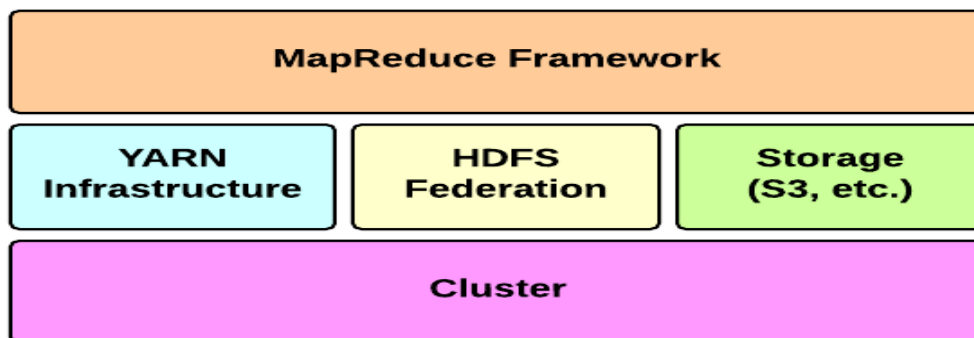 MapReduce Framework
YARN
Infrastructure
HDFS
Federation
Storage
(S3, etc.)
Cluster